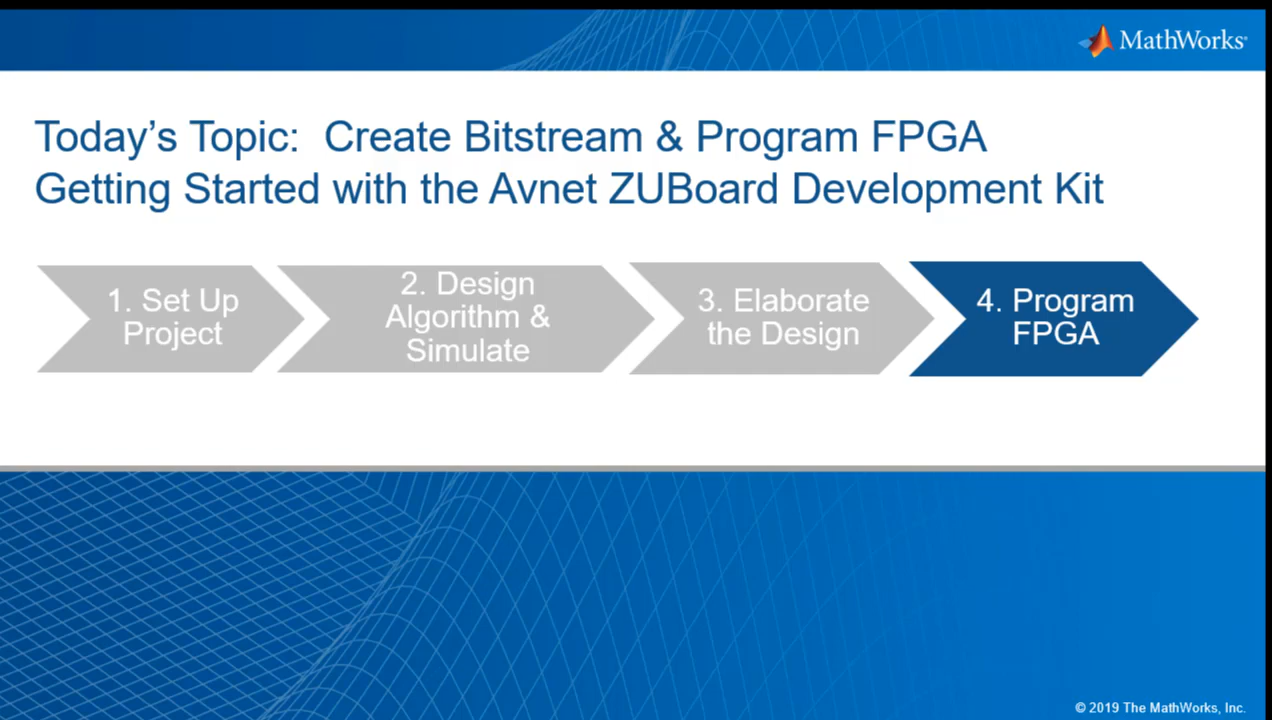 MathWorks®
Today's Topic:  Create Bitstream & Program FPGA
Getting Started with the Avnet ZUBoard Development Kit
1. Set Up
Project
2. Design
Algorithm &
Simulate
3. Elaborate
the Design
4. Program
FPGA
© 2019 The MathWorks, Inc.